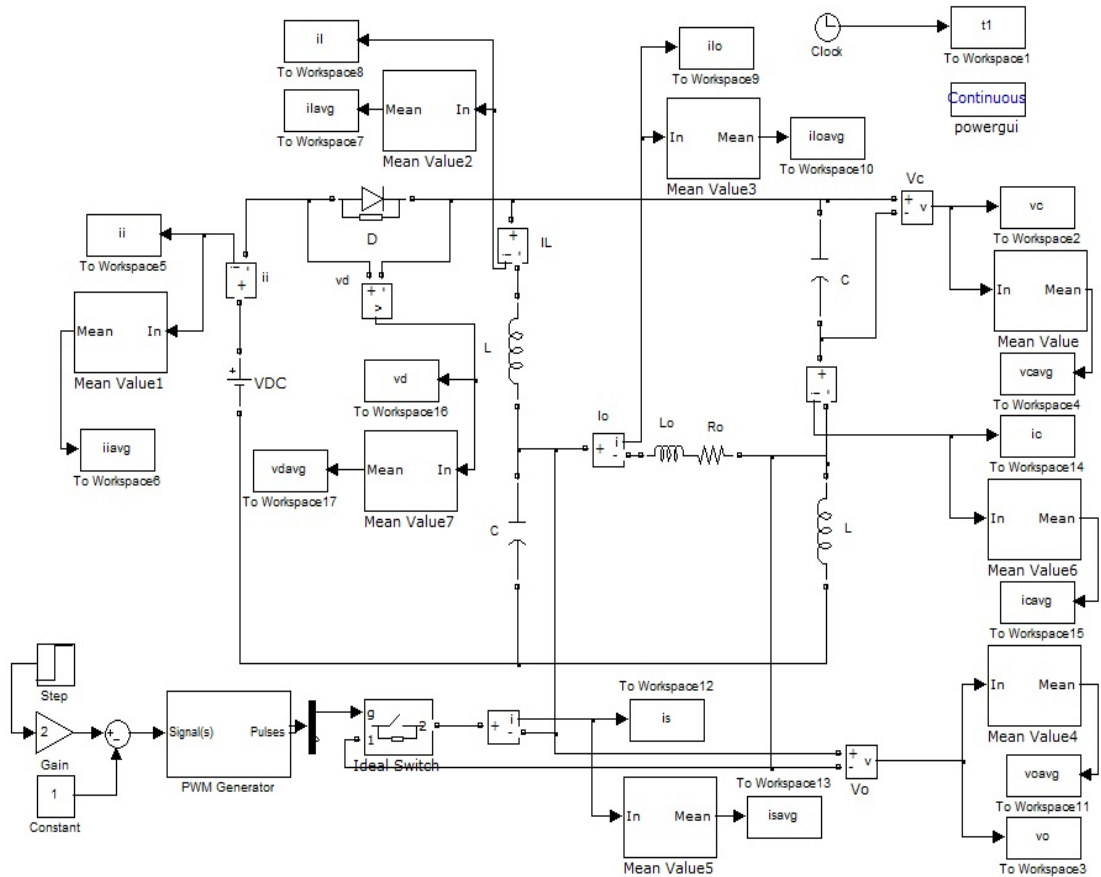 il
To Workspace8
ilo
To Workspace9
Clock
t1
To Workspace1
Continuous
powergui
ilavg
To Workspace7
Mean
In
Mean Value2
In
Mean
Mean Value3
iloavg
To Workspace10
Vc
+
-
v
vc
To Workspace2
ii
To Workspace5
D
IL
ii
vd
C
In
Mean
Mean Value
Mean
In
Mean Value1
VDC
L
vcavg
To Workspace4
vd
To Workspace16
iiavg
To Workspace6
Io
+
i
-
Lo
Ro
ic
To Workspace14
vdavg
To Workspace17
Mean
In
Mean Value7
C
L
In
Mean
Mean Value6
icavg
To Workspace15
Step
2
Gain
1
Constant
Signal(s)
Pulses
PWM Generator
g
1
2
Ideal Switch
+
i
-
To Workspace12
is
In
Mean
Mean Value5
To Workspace13
isavg
+
-
v
Vo
In
Mean
Mean Value4
voavg
To Workspace11
vo
To Workspace3